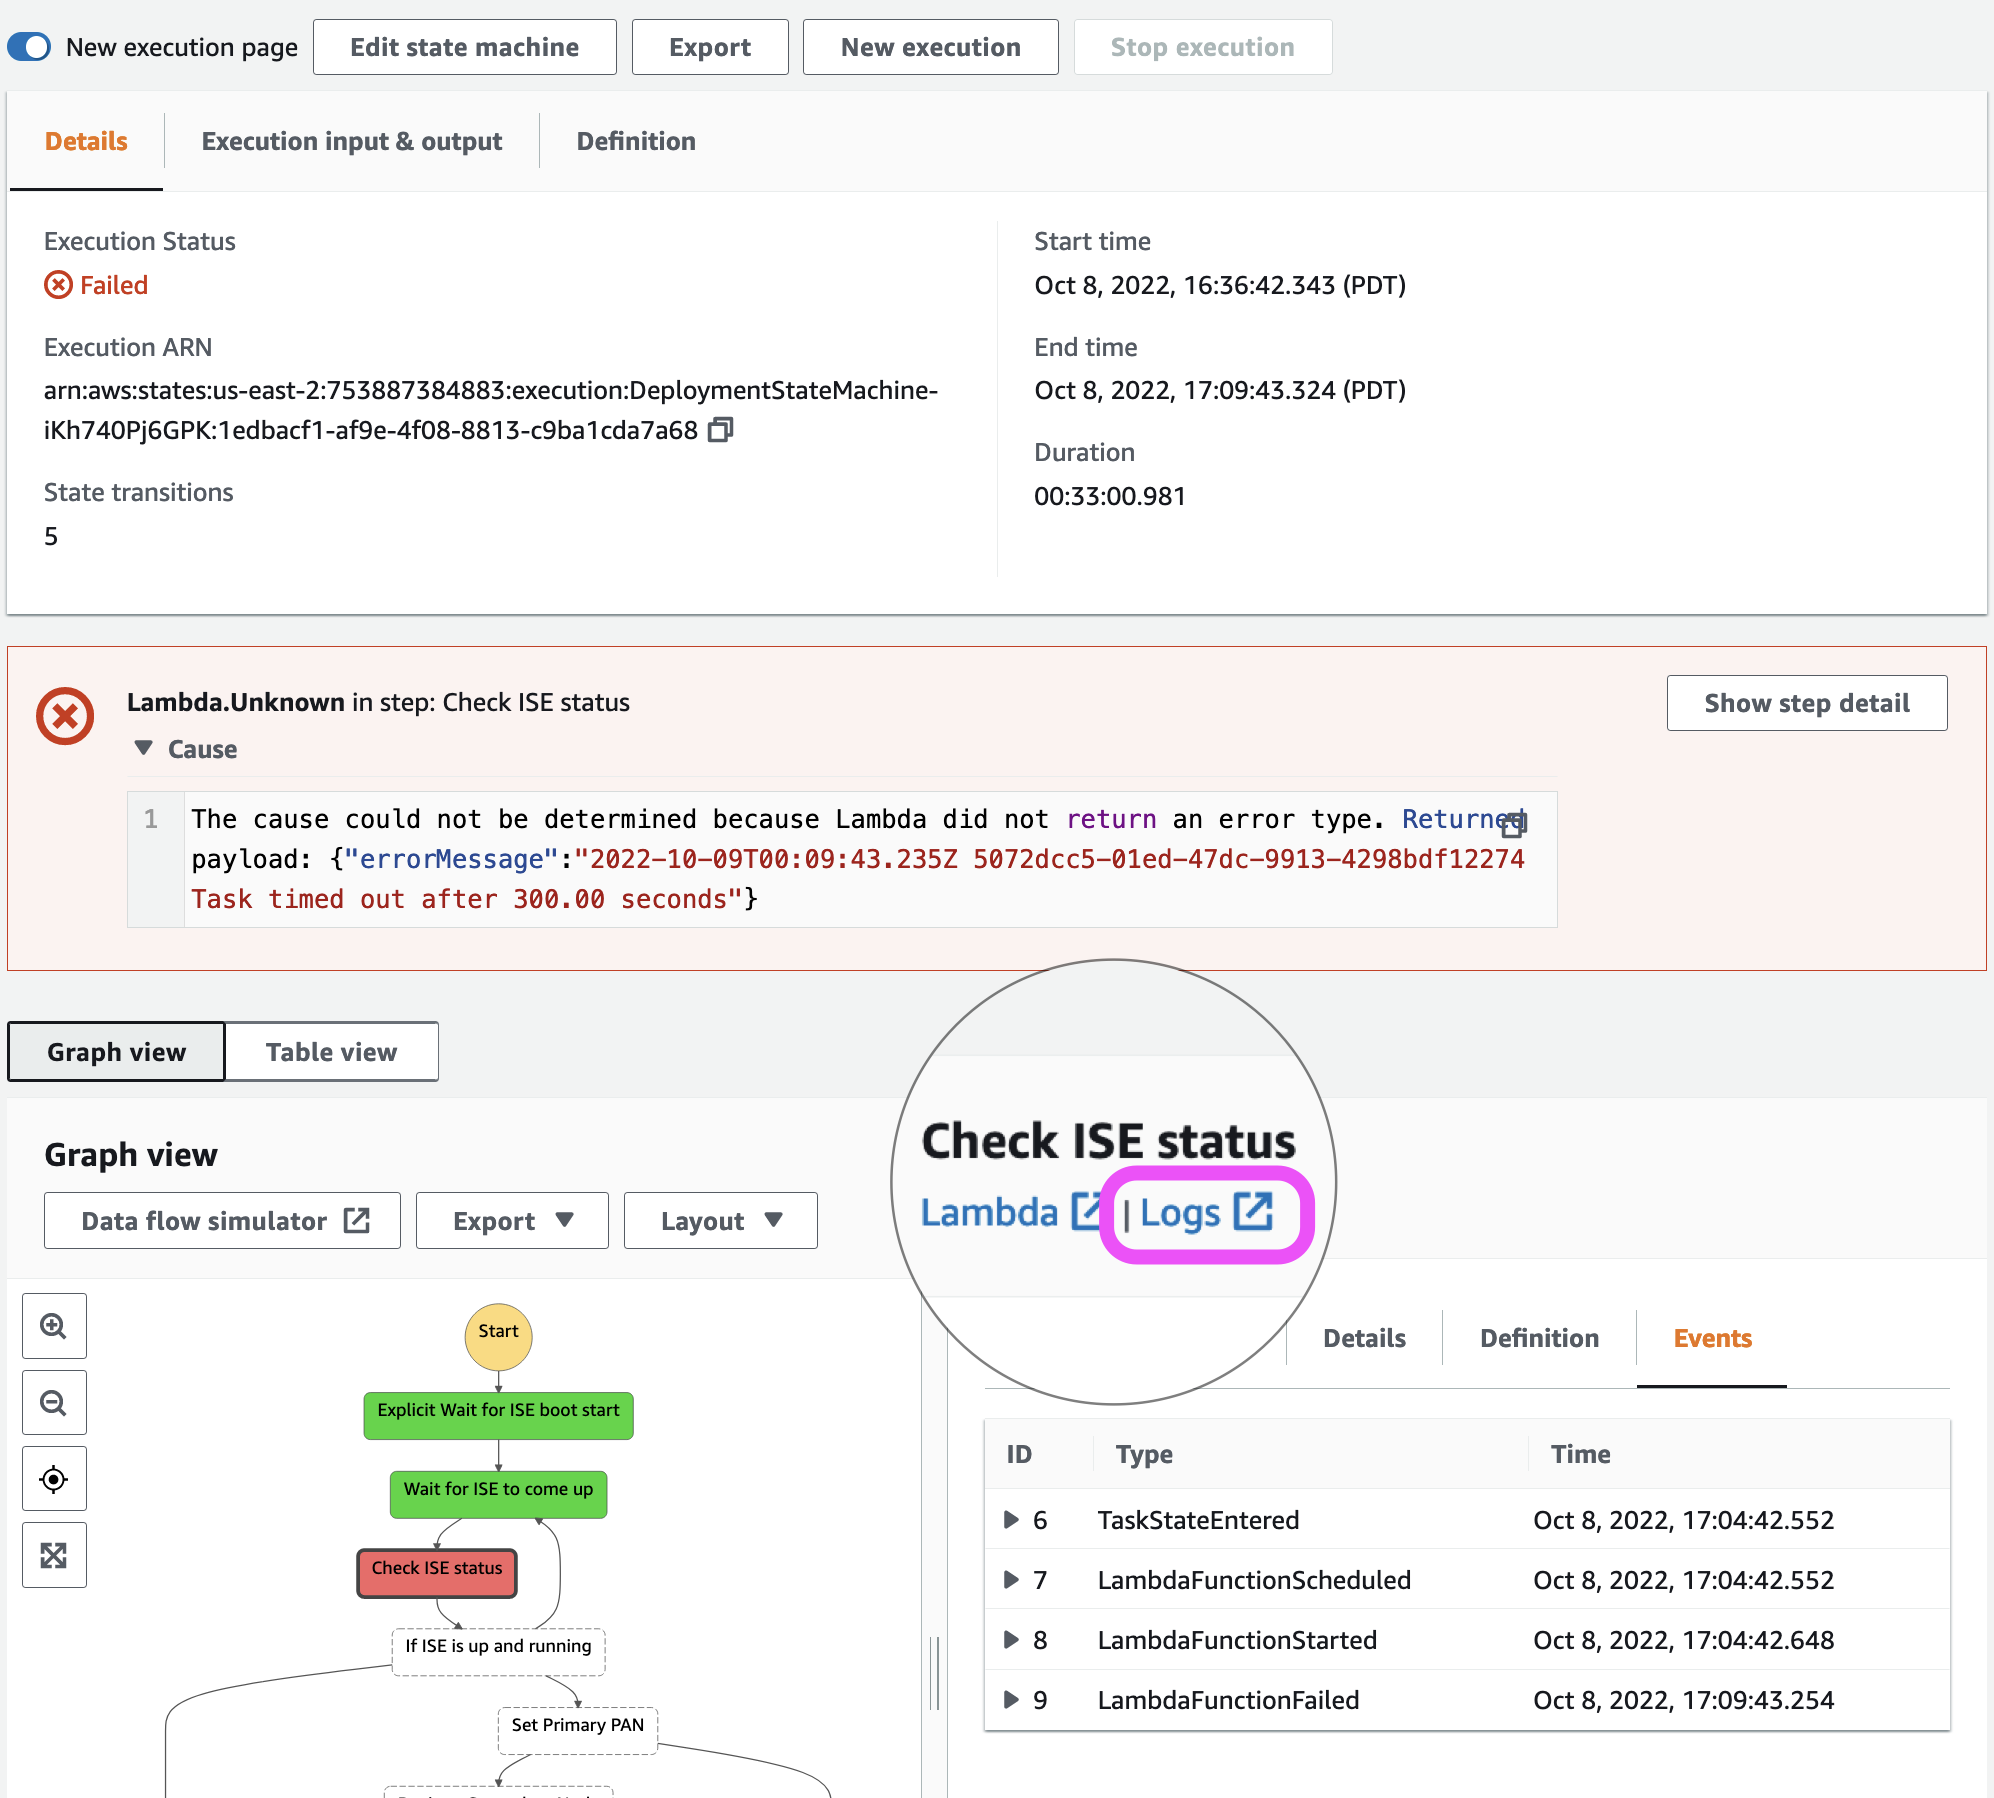 New execution page
Edit state machine
Export
New execution
Stop execution
Details
Execution input & output
Definition
Execution Status
Failed
Execution ARN
arn:aws:states:us-east-2:753887384883:execution:DeploymentStateMachine-
iKh740Pj6GPK:1edbacf1-af9e-4f08-8813-c9ba1cda7a68
State transitions
5
Start time
Oct 8, 2022, 16:36:42.343 (PDT)
End time
Oct 8, 2022, 17:09:43.324 (PDT)
Duration
00:33:00.981
Lambda.Unknown in step: Check ISE status
Show step detail
Cause
1 The cause could not be determined because Lambda did not return an error type. Returned
payload: {"errorMessage":"2022-10-09T00:09:43.235Z 5072dcc5-01ed-47dc-9913-4298bdf12274
Task timed out after 300.00 seconds"}
Graph view
Table view
Graph view
Data flow simulator
Export
Layout
Check ISE status
Lambda | Logs
Start
Explicit Wait for ISE boot start
Wait for ISE to come up
Check ISE status
If ISE is up and running
Set Primary PAN
Details
Definition
Events
ID Type Time
6 TaskStateEntered Oct 8, 2022, 17:04:42.552
7 LambdaFunctionScheduled Oct 8, 2022, 17:04:42.552
8 LambdaFunctionStarted Oct 8, 2022, 17:04:42.648
9 LambdaFunctionFailed Oct 8, 2022, 17:09:43.254